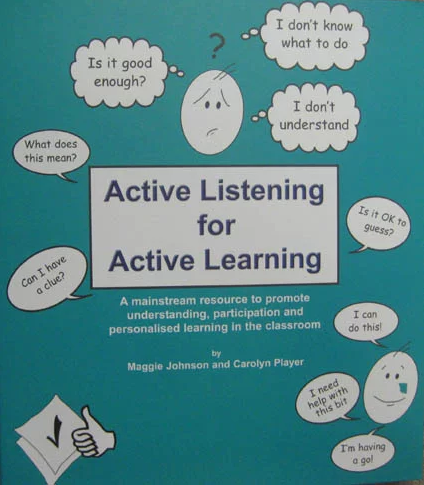 I don't know
what to do
?
Is it good
enough?
I don't
understand
What does
this mean?
Active Listening
for
Active Learning
Is it OK to
guess?
Can I have
a clue?
A mainstream resource to promote
understanding, participation and
personalised learning in the classroom
by
Maggie Johnson and Carolyn Player
I can
do this!
I need
help with
this bit
I'm having
a go!